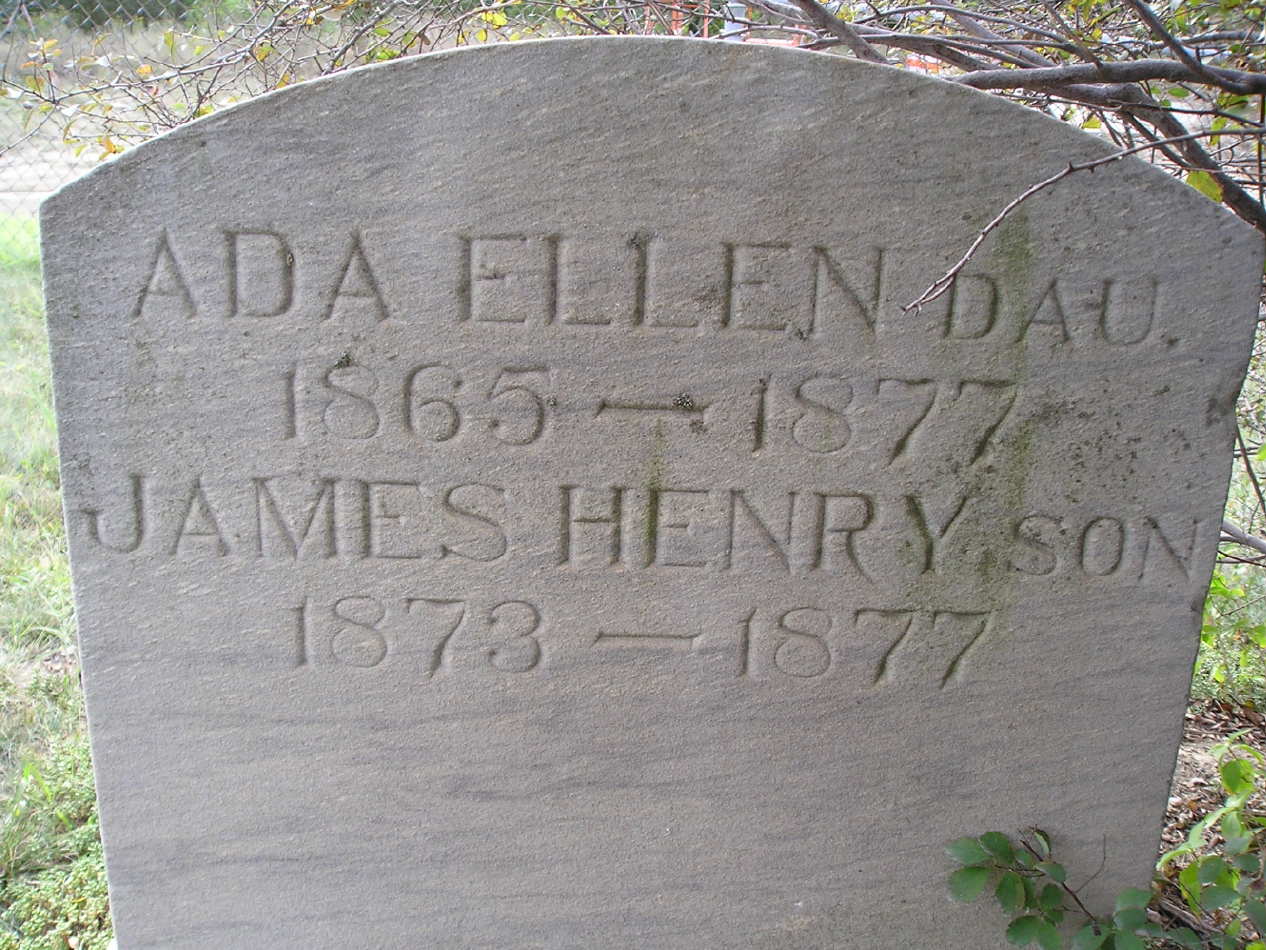 ADA ELLEN DAU.
1865 — 1877
JAMES HENRY SON
1873 — 1877